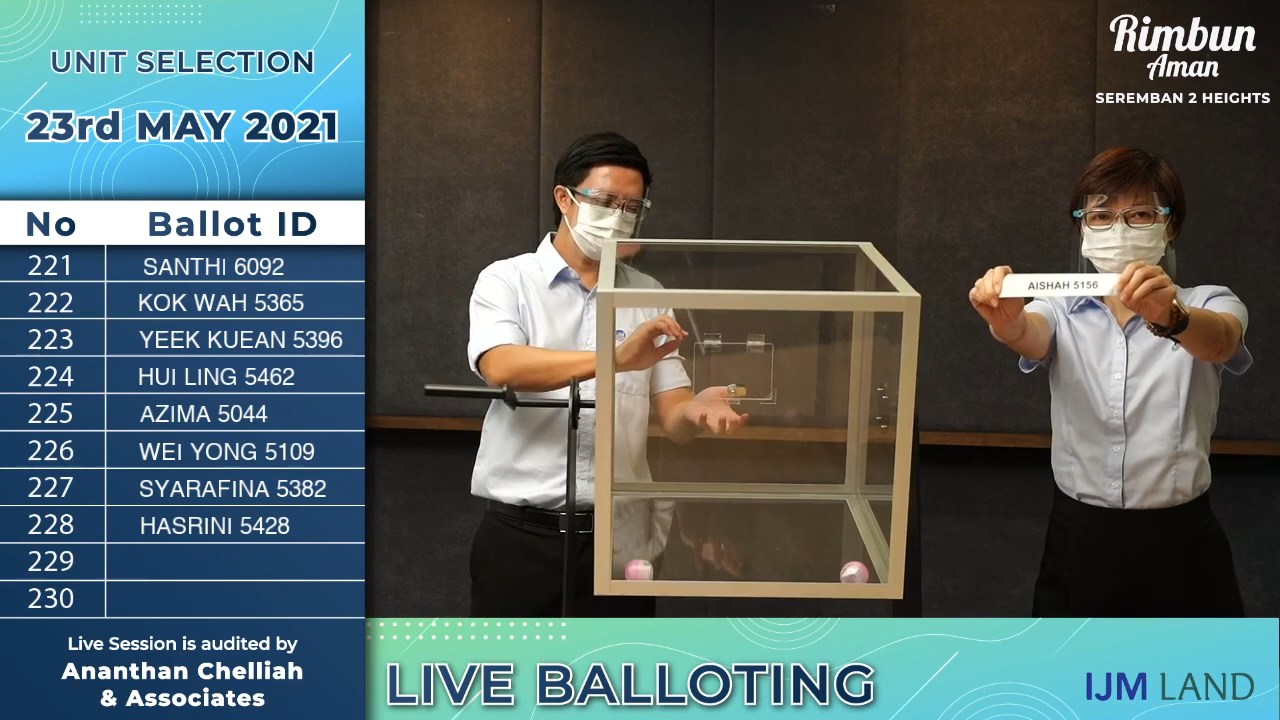 UNIT SELECTION
23rd MAY 2021
No Ballot ID
221 SANTHI 6092
222 KOK WAH 5365
223 YEEK KUEAN 5396
224 HUI LING 5462
225 AZIMA 5044
226 WEI YONG 5109
227 SYARAFINA 5382
228 HASRINI 5428
229
230
Live Session is audited by
Ananthan Chelliah
& Associates
Rimbun
Aman
SEREMBAN 2 HEIGHTS
AISHAH 5156
LIVE BALLOTING
IJM LAND